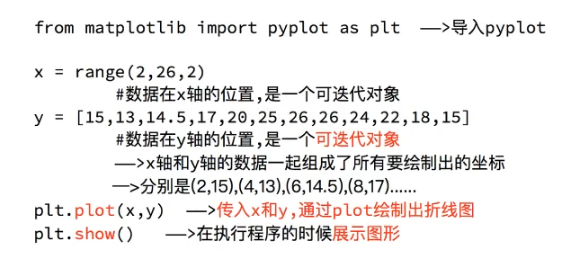 from matplotlib import pyplot as plt ——>导入pyplot
x = range(2,26,2)
#数据在x轴的位置,是一个可迭代对象
y = [15,13,14.5,17,20,25,26,26,24,22,18,15]
#数据在y轴的位置,是一个可迭代对象
——>x轴和y轴的数据一起组成了所有要绘制出的坐标
——>分别是(2,15),(4,13),(6,14.5),(8,17)......
plt.plot(x,y) ——>传入x和y,通过plot绘制出折线图
plt.show() ——>在执行程序的时候展示图形